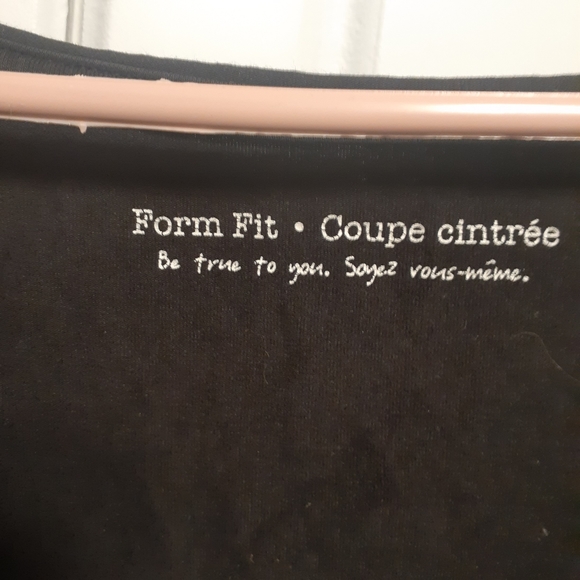 Form Fit • Coupe cintrée
Be true to you. Soyez vous-même.